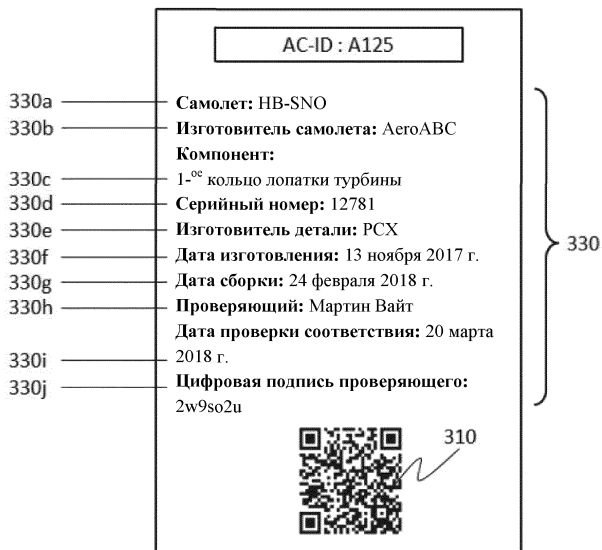 AC-ID : A125
330a
Самолет: HB-SNO
330b
Изготовитель самолета: AeroABC
Компонент:
330c
1-ое кольцо лопатки турбины
330d
Серийный номер: 12781
330e
Изготовитель детали: PCX
330f
Дата изготовления: 13 ноября 2017 г.
330
330g
Дата сборки: 24 февраля 2018 г.
330h
Проверяющий: Мартин Вайт
Дата проверки соответствия: 20 марта
330i
2018 г.
330j
Цифровая подпись проверяющего:
2w9so2u
310